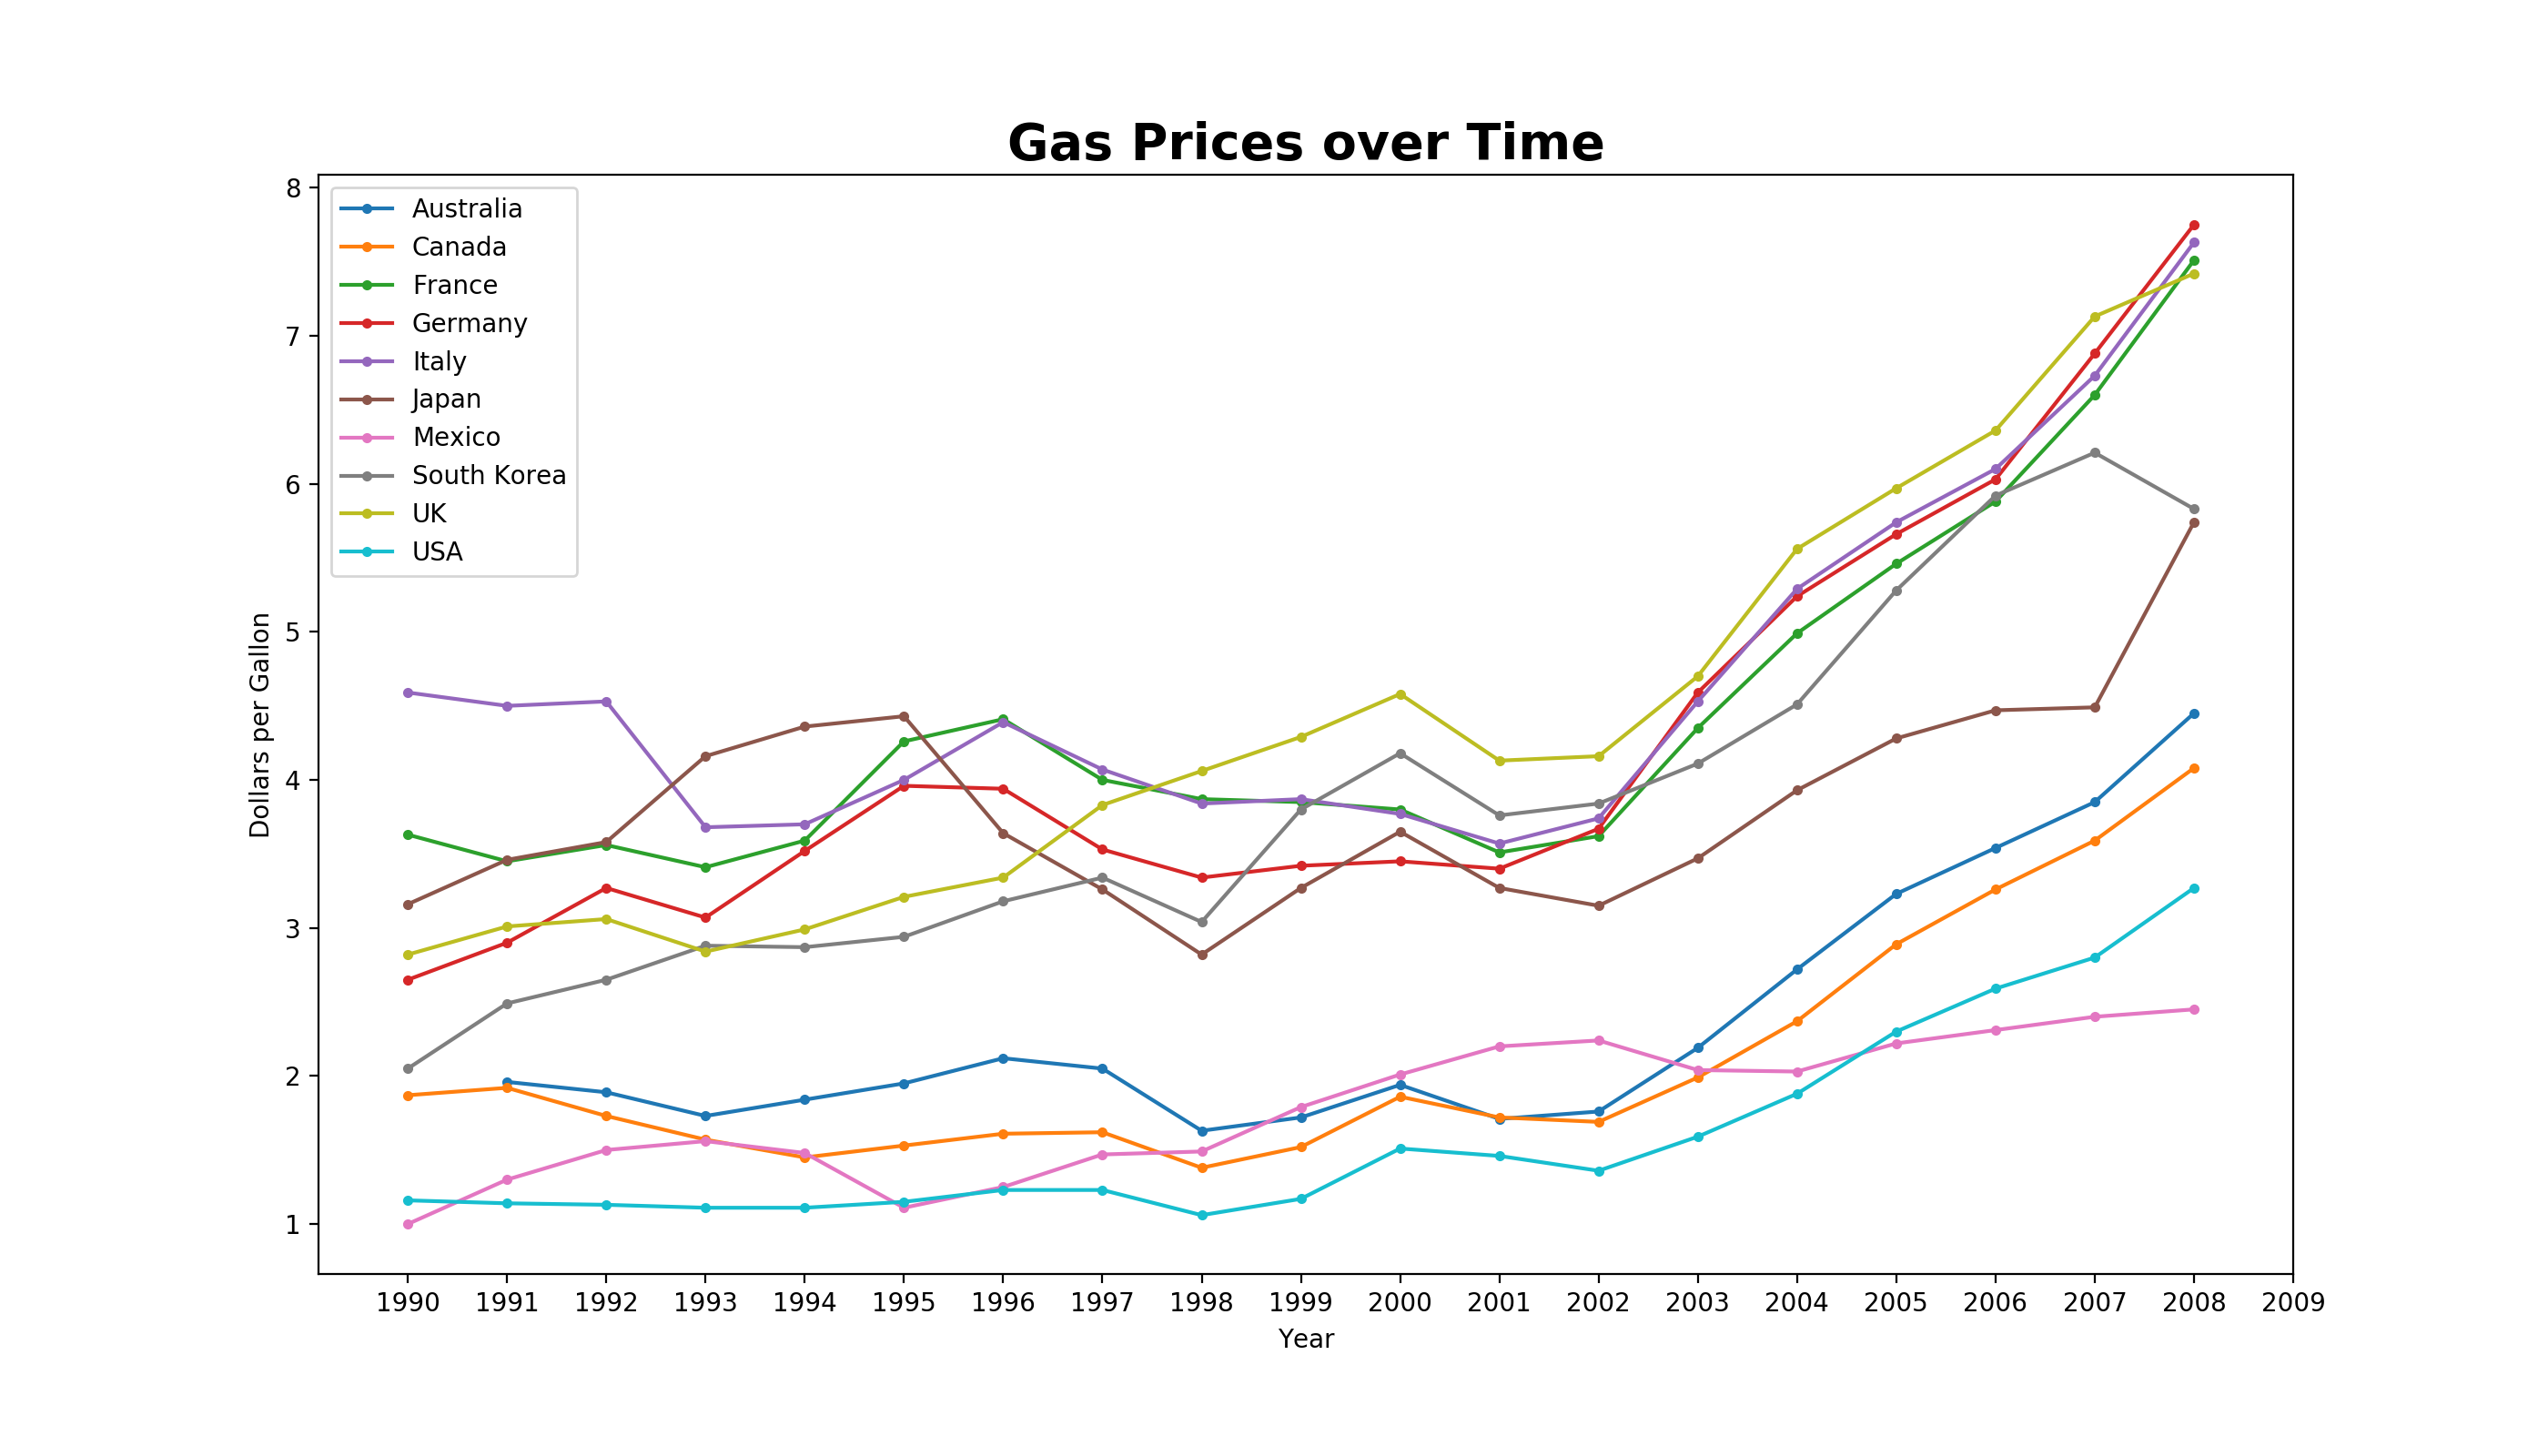 Gas Prices over Time
8
7
6
5
4
3
2
1
Dollars per Gallon
Australia
Canada
France
Germany
Italy
Japan
Mexico
South Korea
UK
USA
1990 1991 1992 1993 1994 1995 1996 1997 1998 1999 2000 2001 2002 2003 2004 2005 2006 2007 2008 2009
Year